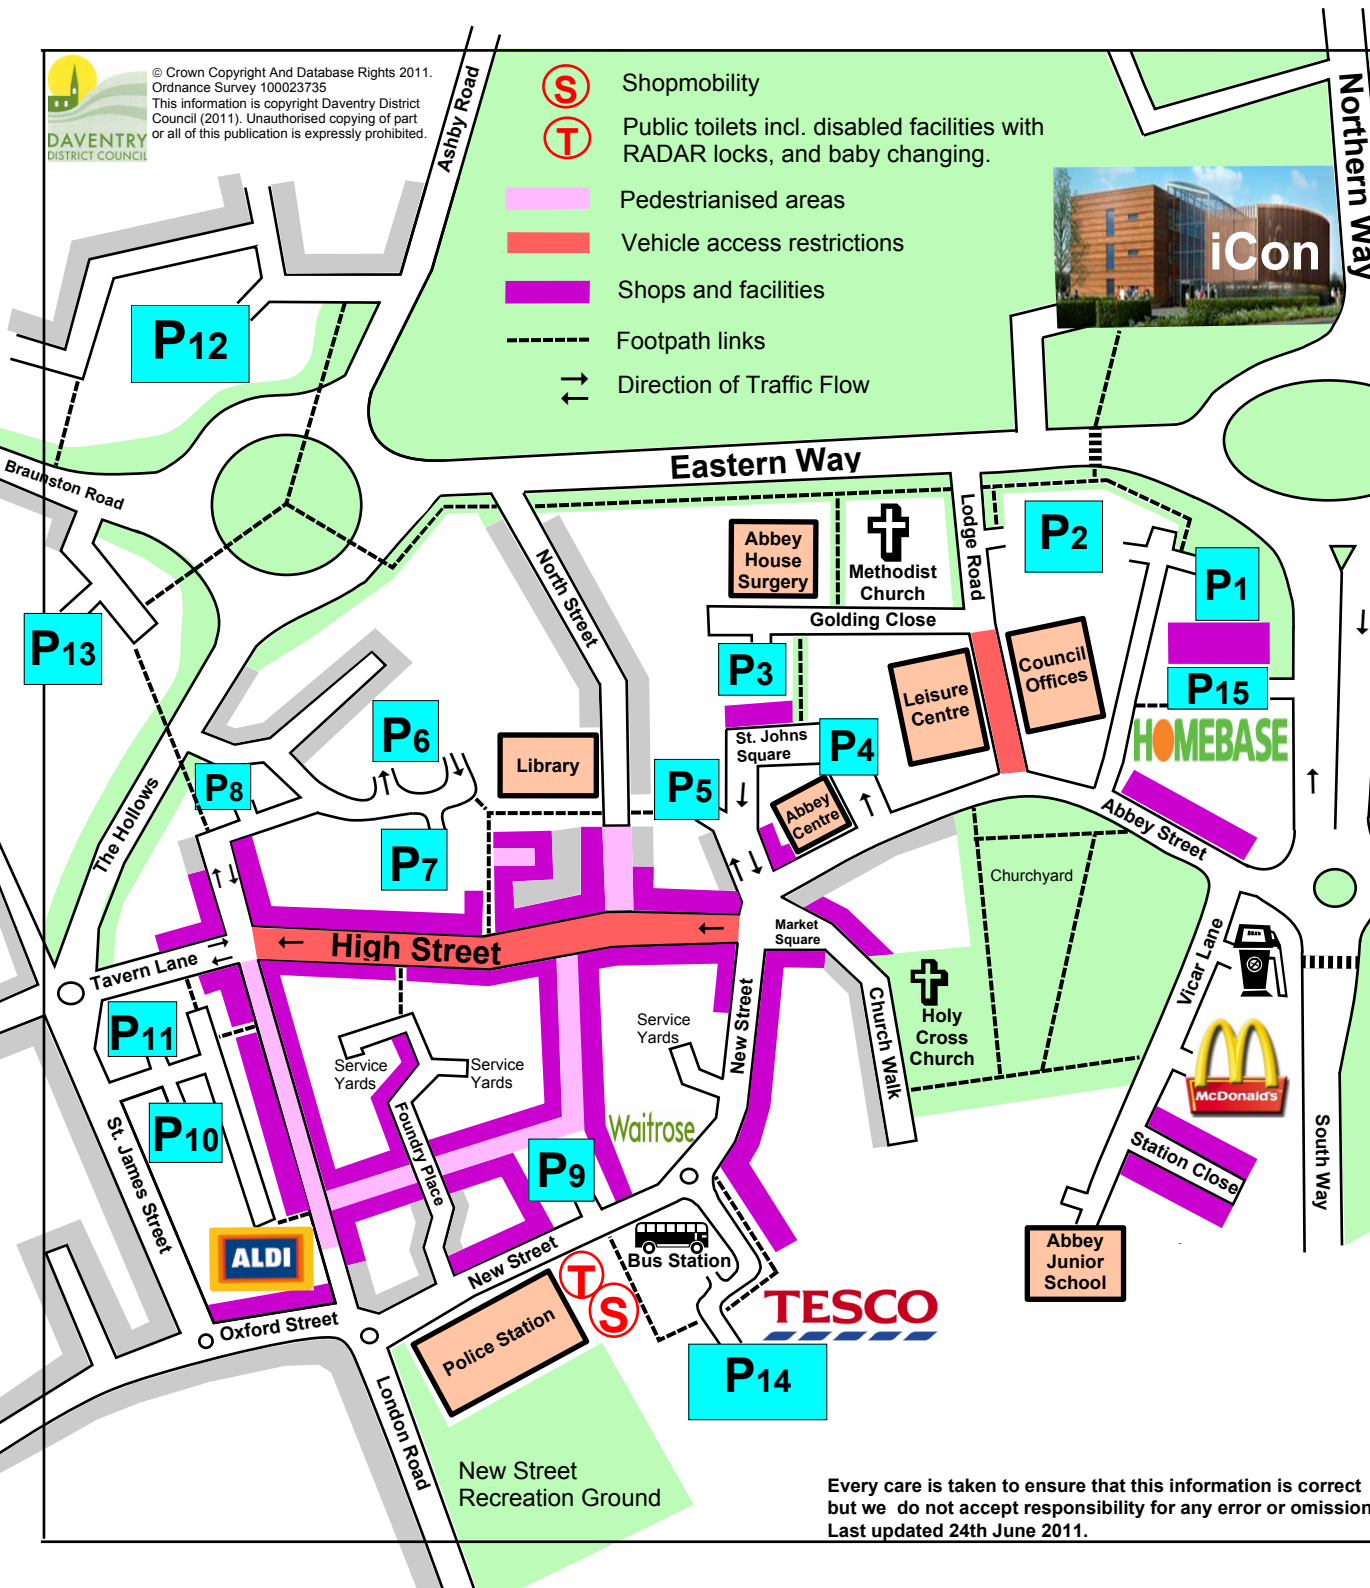 © Crown Copyright And Database Rights 2011.
Ordnance Survey 100023735
This information is copyright Daventry District
Council (2011). Unauthorised copying of part
or all of this publication is expressly prohibited.
DAVENTRY
DISTRICT COUNCIL
S
Shopmobility
T
Public toilets incl. disabled facilities with
RADAR locks, and baby changing.
Pedestrianised areas
Vehicle access restrictions
Shops and facilities
Footpath links
Direction of Traffic Flow
Ashby Road
Northern Way
iCon
P12
Braunston Road
Eastern Way
Lodge Road
P2
Abbey
House
Surgery
Methodist
Church
North Street
P1
Golding Close
P13
P3
Council
Offices
Leisure
Centre
P15
HOMEBASE
P6
St. Johns
Square
P4
Library
P5
P8
Abbey
Centre
The Hollows
Abbey Street
P7
Churchyard
Market
Square
High Street
Tavern Lane
Vicar Lane
New Street
Church Walk
Holy
Cross
Church
P11
Service
Yards
Service
Yards
Service
Yards
McDonald's
Foundry Place
Waitrose
P10
St. James Street
P9
Station Close
South Way
ALDI
New Street
Bus Station
Abbey
Junior
School
T
S
TESCO
Oxford Street
Police Station
P14
London Road
New Street
Recreation Ground
Every care is taken to ensure that this information is correct
but we do not accept responsibility for any error or omission
Last updated 24th June 2011.